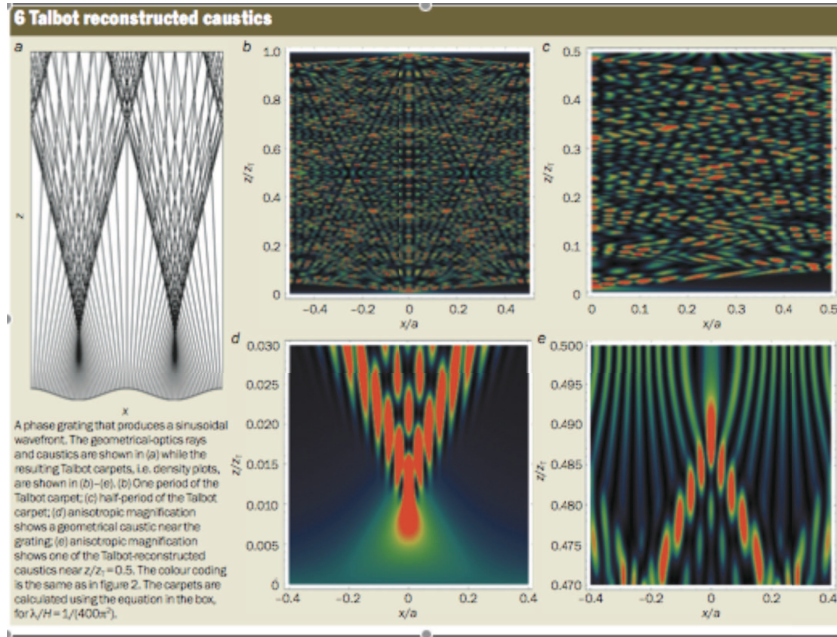 6 Talbot reconstructed caustics
a
z
x
A phase grating that produces a sinusoidal
wavefront. The geometrical-optics rays
and caustics are shown in (a) while the
resulting Talbot carpets, i.e. density plots,
are shown in (b)–(e). (b) One period of the
Talbot carpet; (c) half-period of the Talbot
carpet; (d) anisotropic magnification
shows a geometrical caustic near the
grating; (e) anisotropic magnification
shows one of the Talbot-reconstructed
caustics near z/zT=0.5. The colour coding
is the same as in figure 2. The carpets are
calculated using the equation in the box,
for λ/H=1/(400π²).
b
1.0
0.8
0.6
0.4
0.2
0
z/zT
−0.4 −0.2 0 0.2 0.4
x/a
c
0.5
0.4
0.3
0.2
0.1
0
z/zT
0 0.1 0.2 0.3 0.4 0.5
x/a
d
0.030
0.025
0.020
0.015
0.010
0.005
0
z/zT
−0.4 −0.2 0 0.2 0.4
x/a
e
0.500
0.495
0.490
0.485
0.480
0.475
0.470
z/zT
−0.4 −0.2 0 0.2 0.4
x/a